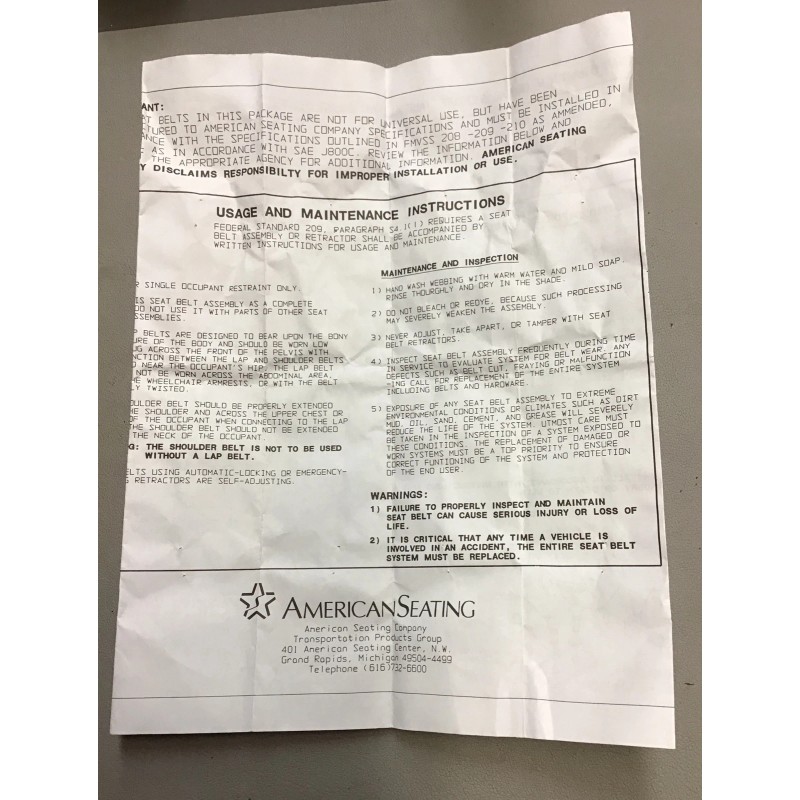 ANT:
AT BELTS IN THIS PACKAGE ARE NOT FOR UNIVERSAL USE, BUT HAVE BEEN
CTURED TO AMERICAN SEATING COMPANY SPECIFICATIONS AND MUST BE INSTALLED IN
ANCE WITH THE SPECIFICATIONS OUTLINED IN FMVSS 208 -209 -210 AS AMMENDED,
AS IN ACCORDANCE WITH SAE J800C. REVIEW THE INFORMATION BELOW AND
THE APPROPRIATE AGENCY FOR ADDITIONAL INFORMATION. AMERICAN SEATING
Y DISCLAIMS RESPONSIBILTY FOR IMPROPER INSTALLATION OR USE.
USAGE AND MAINTENANCE INSTRUCTIONS
FEDERAL STANDARD 209, PARAGRAPH S4.1(1) REQUIRES A SEAT
BELT ASSEMBLY OR RETRACTOR SHALL BE ACCOMPANIED BY
WRITTEN INSTRUCTIONS FOR USAGE AND MAINTENANCE.
R SINGLE OCCUPANT RESTRAINT ONLY.
IS SEAT BELT ASSEMBLY AS A COMPLETE
DO NOT USE IT WITH PARTS OF OTHER SEAT
SSEMBLIES.
P BELTS ARE DESIGNED TO BEAR UPON THE BONY
URE OF THE BODY AND SHOULD BE WORN LOW
UG ACROSS THE FRONT OF THE PELVIS WITH
NCTION BETWEEN THE LAP AND SHOULDER BELTS
D NEAR THE OCCUPANT'S HIP. THE LAP BELT
NOT BE WORN ACROSS THE ABDOMINAL AREA,
HE WHEELCHAIR ARMRESTS, OR WITH THE BELT
LY TWISTED.
OULDER BELT SHOULD BE PROPERLY EXTENDED
HE SHOULDER AND ACROSS THE UPPER CHEST OR
OF THE OCCUPANT WHEN CONNECTING TO THE LAP
THE SHOULDER BELT SHOULD NOT BE EXTENDED
THE NECK OF THE OCCUPANT.
G: THE SHOULDER BELT IS NOT TO BE USED
WITHOUT A LAP BELT.
ELTS USING AUTOMATIC-LOCKING OR EMERGENCY-
G RETRACTORS ARE SELF-ADJUSTING.
MAINTENANCE AND INSPECTION
1) HAND WASH WEBBING WITH WARM WATER AND MILD SOAP.
RINSE THOURGHLY AND DRY IN THE SHADE.
2) DO NOT BLEACH OR REDYE, BECAUSE SUCH PROCESSING
MAY SEVERELY WEAKEN THE ASSEMBLY.
3) NEVER ADJUST, TAKE APART, OR TAMPER WITH SEAT
BELT RETRACTORS.
4) INSPECT SEAT BELT ASSEMBLY FREQUENTLY DURING TIME
IN SERVICE TO EVALUATE SYSTEM FOR BELT WEAR. ANY
DEFECTS SUCH AS BELT CUT, FRAYING OR MALFUNCTION
-ING CALL FOR REPLACEMENT OF THE ENTIRE SYSTEM
INCLUDING BELTS AND HARDWARE.
5) EXPOSURE OF ANY SEAT BELT ASSEMBLY TO EXTREME
ENVIRONMENTAL CONDITIONS OR CLIMATES SUCH AS DIRT
MUD, OIL, SAND, CEMENT, AND GREASE WILL SEVERELY
REDUCE THE LIFE OF THE SYSTEM. UTMOST CARE MUST
BE TAKEN IN THE INSPECTION OF A SYSTEM EXPOSED TO
THESE CONDITIONS. THE REPLACEMENT OF DAMAGED OR
WORN SYSTEMS MUST BE A TOP PRIORITY TO ENSURE
CORRECT FUNTIONING OF THE SYSTEM AND PROTECTION
OF THE END USER.
WARNINGS:
1) FAILURE TO PROPERLY INSPECT AND MAINTAIN
SEAT BELT CAN CAUSE SERIOUS INJURY OR LOSS OF
LIFE.
2) IT IS CRITICAL THAT ANY TIME A VEHICLE IS
INVOLVED IN AN ACCIDENT, THE ENTIRE SEAT BELT
SYSTEM MUST BE REPLACED.
AMERICAN SEATING
American Seating Company
Transportation Products Group
401 American Seating Center, N.W.
Grand Rapids, Michigan 49504-4499
Telephone (616)732-6600